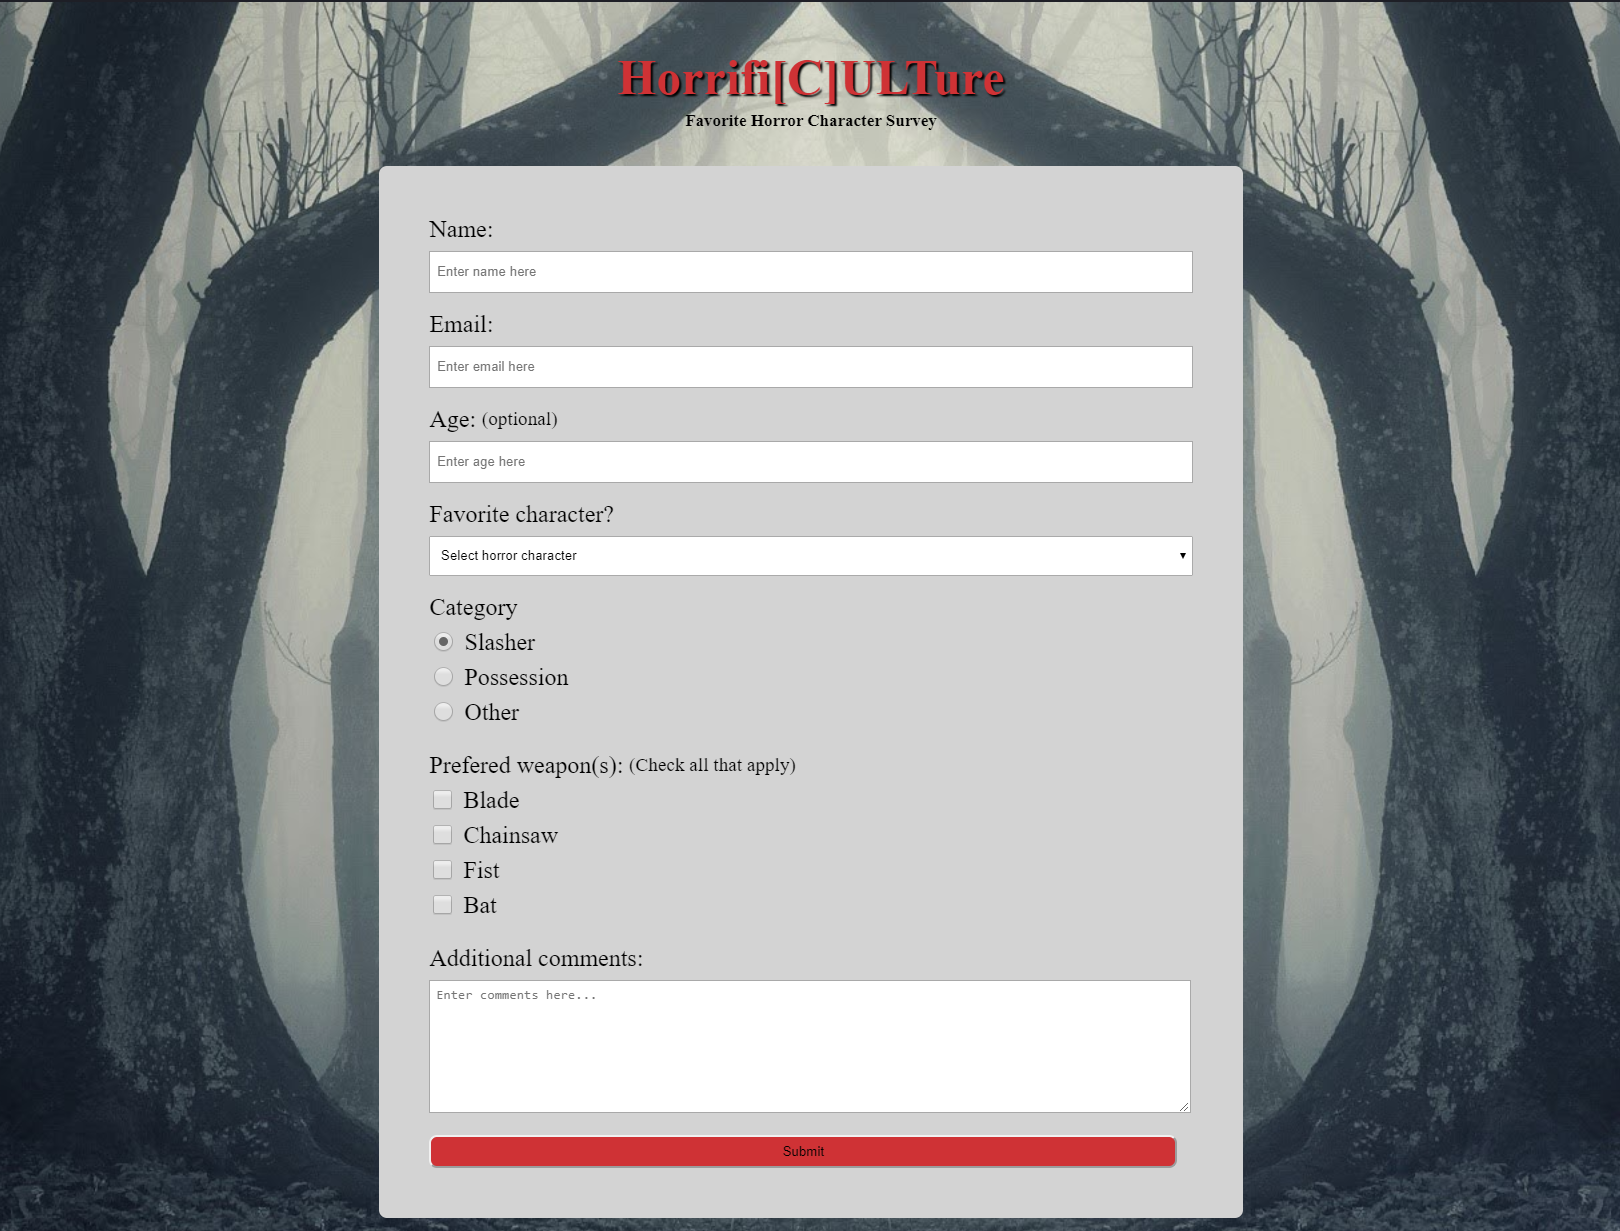 Horrifi[C]ULTure
Favorite Horror Character Survey
Name:
Enter name here
Email:
Enter email here
Age: (optional)
Enter age here
Favorite character?
Select horror character
Category
Slasher
Possession
Other
Prefered weapon(s): (Check all that apply)
Blade
Chainsaw
Fist
Bat
Additional comments:
Enter comments here...
Submit